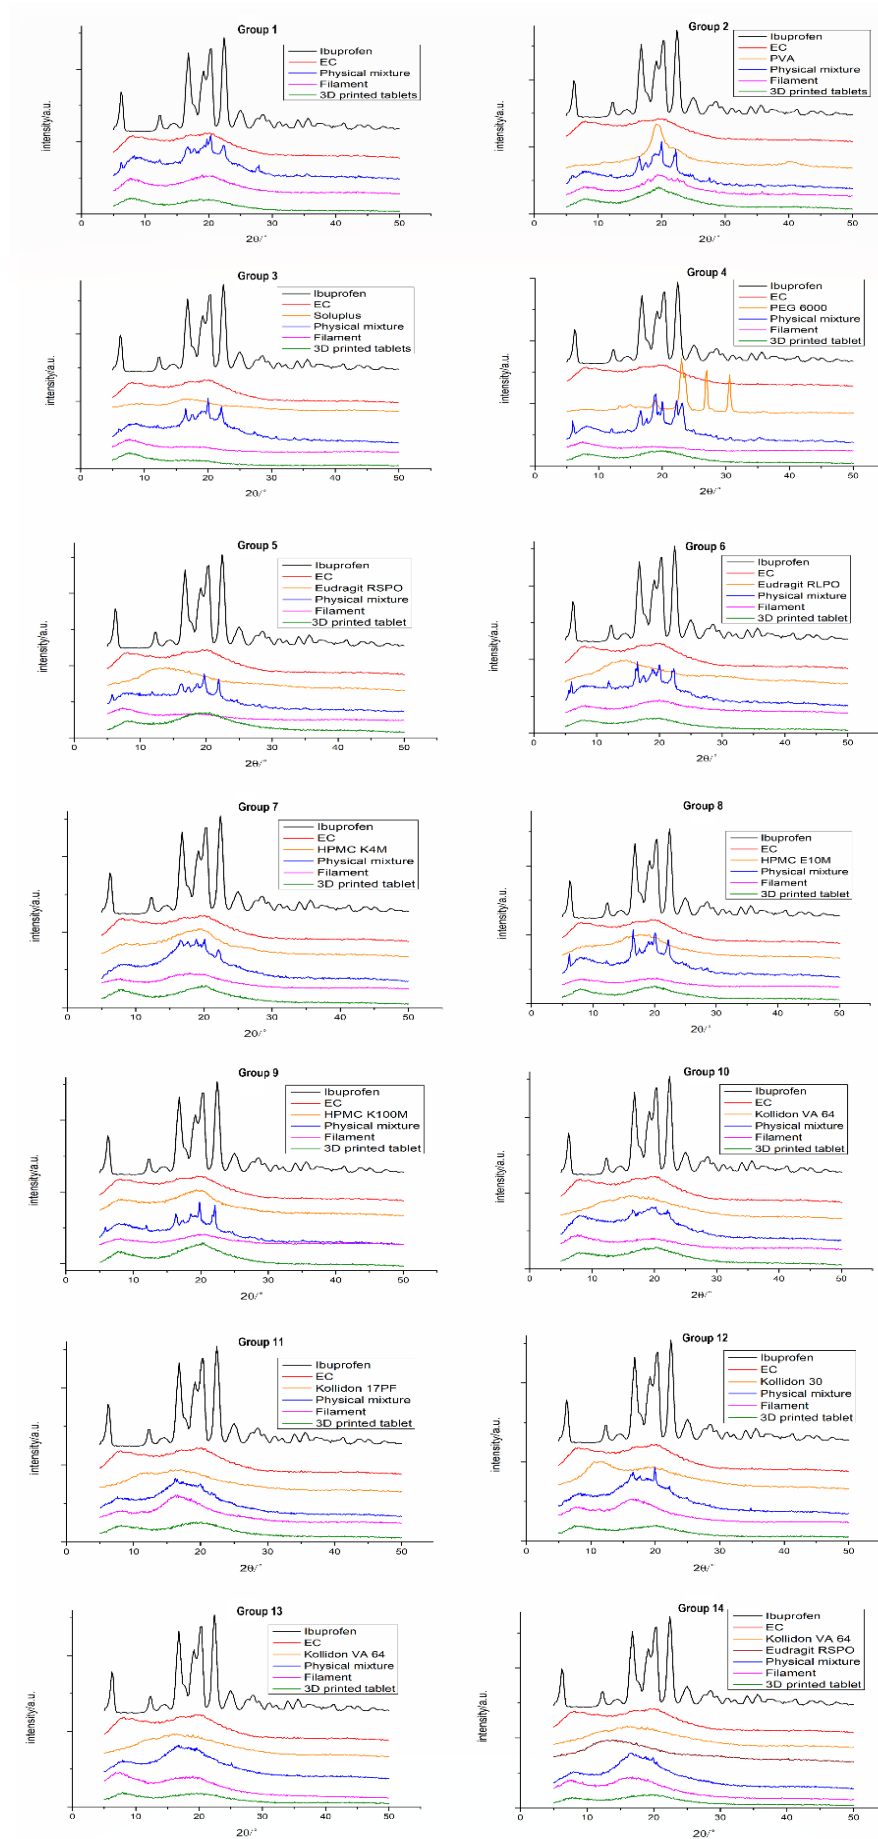 Group 1
Ibuprofen
EC
Physical mixture
Filament
3D printed tablets
intensity/a.u.
0 10 20 30 40 50
2θ/°
Group 2
Ibuprofen
EC
PVA
Physical mixture
Filament
3D printed tablets
intensity/a.u.
0 10 20 30 40 50
2θ/°
Group 3
Ibuprofen
EC
Soluplus
Physical mixture
Filament
3D printed tablets
intensity/a.u.
0 10 20 30 40 50
2θ/°
Group 4
Ibuprofen
EC
PEG 6000
Physical mixture
Filament
3D printed tablet
intensity/a.u.
0 10 20 30 40 50
2θ/°
Group 5
Ibuprofen
EC
Eudragit RSPO
Physical mixture
Filament
3D printed tablet
intensity/a.u.
0 10 20 30 40 50
2θ/°
Group 6
Ibuprofen
EC
Eudragit RLPO
Physical mixture
Filament
3D printed tablet
intensity/a.u.
0 10 20 30 40 50
2θ/°
Group 7
Ibuprofen
EC
HPMC K4M
Physical mixture
Filament
3D printed tablet
intensity/a.u.
0 10 20 30 40 50
2θ/°
Group 8
Ibuprofen
EC
HPMC E10M
Physical mixture
Filament
3D printed tablet
intensity/a.u.
0 10 20 30 40 50
2θ/°
Group 9
Ibuprofen
EC
HPMC K100M
Physical mixture
Filament
3D printed tablet
intensity/a.u.
0 10 20 30 40 50
2θ/°
Group 10
Ibuprofen
EC
Kollidon VA 64
Physical mixture
Filament
3D printed tablet
intensity/a.u.
0 10 20 30 40 50
2θ/°
Group 11
Ibuprofen
EC
Kollidon 17PF
Physical mixture
Filament
3D printed tablet
intensity/a.u.
0 10 20 30 40 50
2θ/°
Group 12
Ibuprofen
EC
Kollidon 30
Physical mixture
Filament
3D printed tablet
intensity/a.u.
0 10 20 30 40 50
2θ/°
Group 13
Ibuprofen
EC
Kollidon VA 64
Physical mixture
Filament
3D printed tablet
intensity/a.u.
0 10 20 30 40 50
2θ/°
Group 14
Ibuprofen
EC
Kollidon VA 64
Eudragit RSPO
Physical mixture
Filament
3D printed tablet
intensity/a.u.
0 10 20 30 40 50
2θ/°